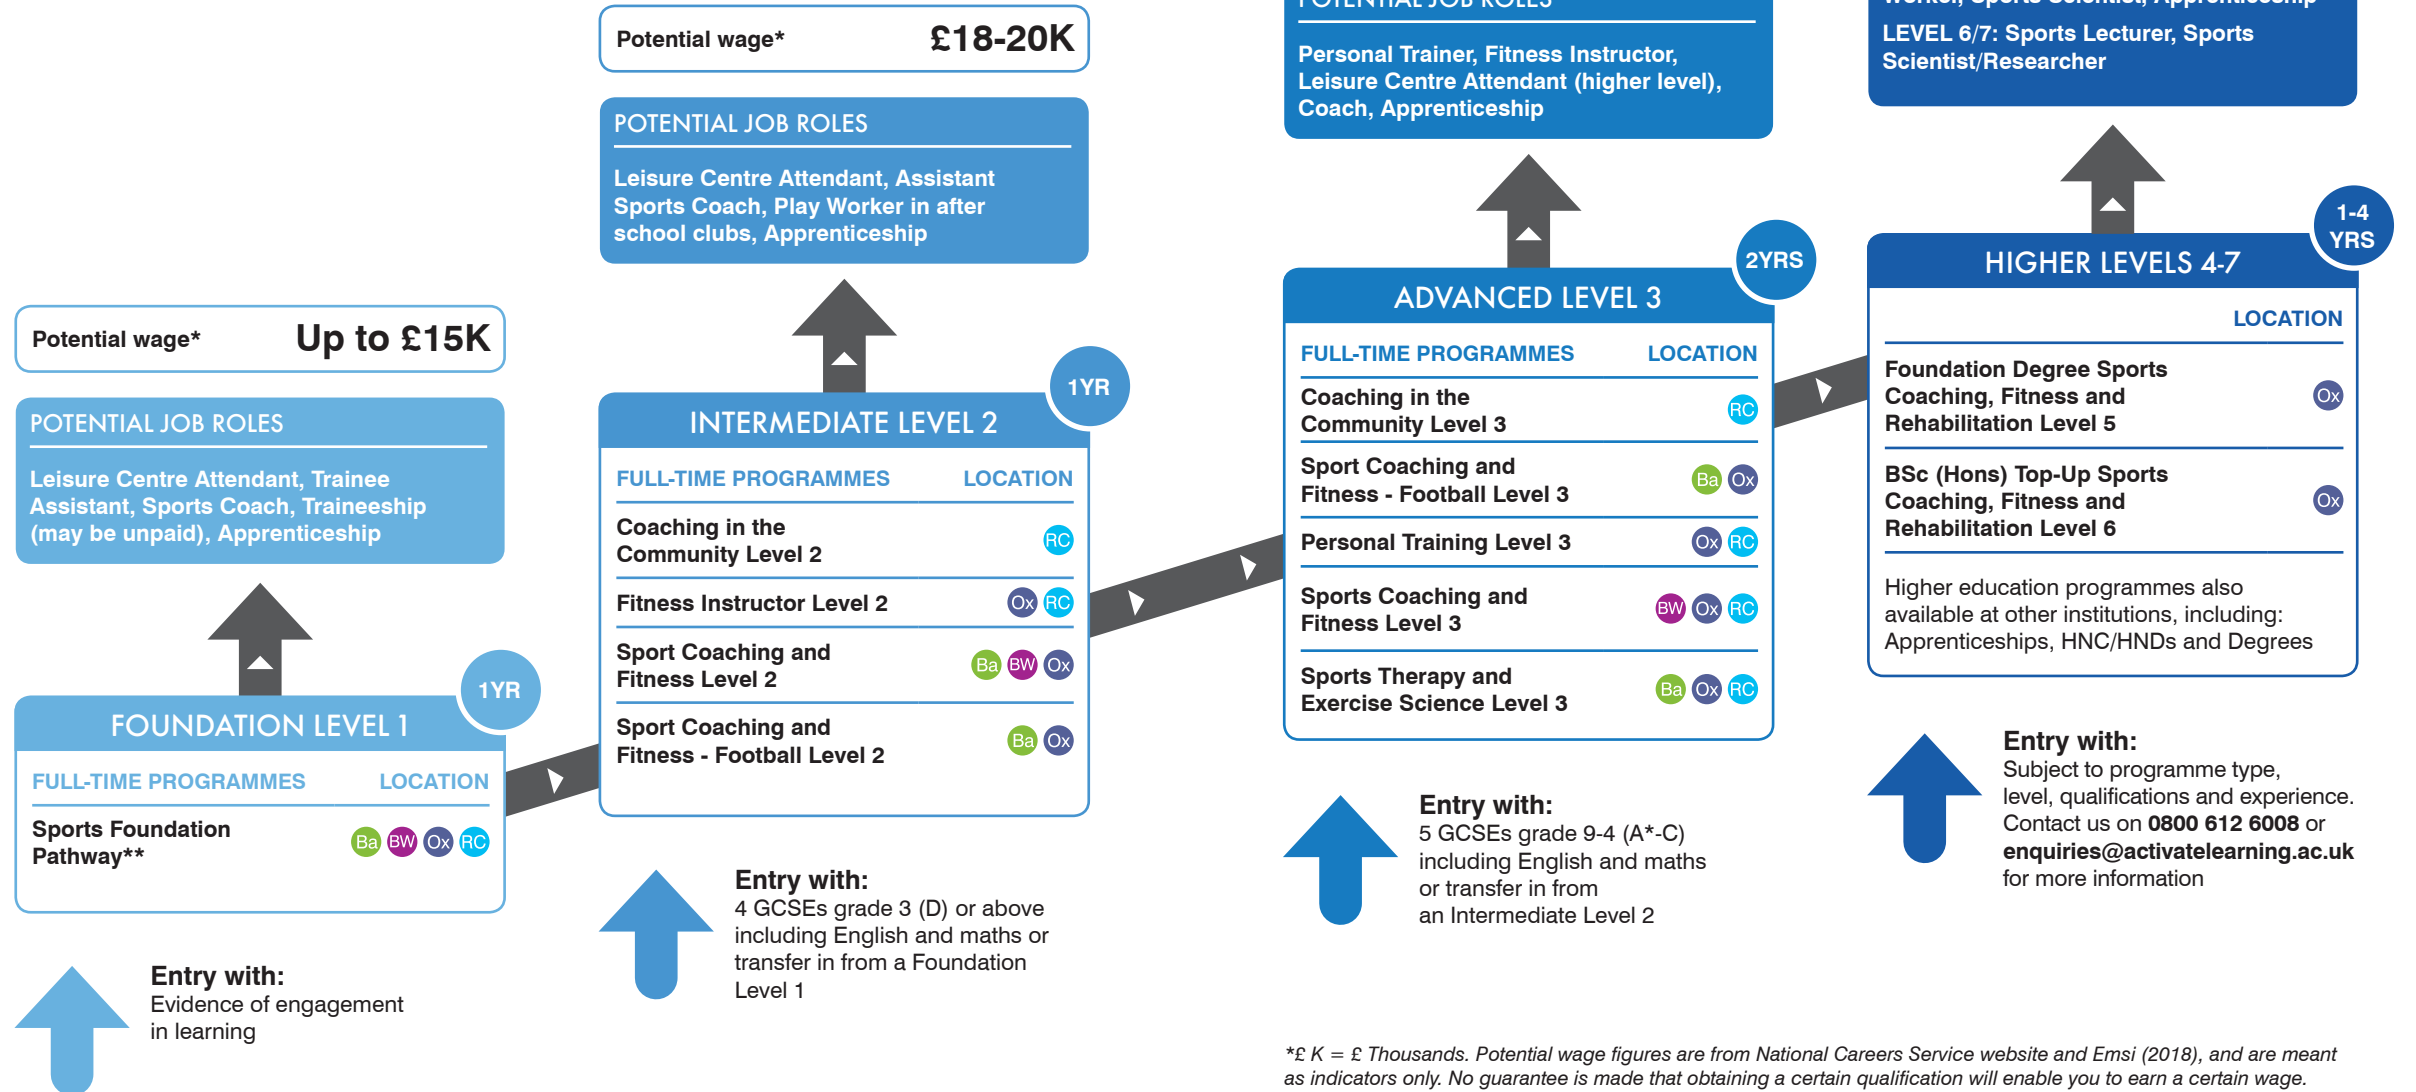 Potential wage* Up to £15K
POTENTIAL JOB ROLES
Leisure Centre Attendant, Trainee
Assistant, Sports Coach, Traineeship
(may be unpaid), Apprenticeship
1YR
FOUNDATION LEVEL 1
FULL-TIME PROGRAMMES LOCATION
Sports Foundation
Pathway** Ba BW Ox RC
Entry with:
Evidence of engagement
in learning
Potential wage* £18-20K
POTENTIAL JOB ROLES
Leisure Centre Attendant, Assistant
Sports Coach, Play Worker in after
school clubs, Apprenticeship
1YR
INTERMEDIATE LEVEL 2
FULL-TIME PROGRAMMES LOCATION
Coaching in the
Community Level 2 RC
Fitness Instructor Level 2 Ox RC
Sport Coaching and
Fitness Level 2 Ba BW Ox
Sport Coaching and
Fitness - Football Level 2 Ba Ox
Entry with:
4 GCSEs grade 3 (D) or above
including English and maths or
transfer in from a Foundation
Level 1
POTENTIAL JOB ROLES
Personal Trainer, Fitness Instructor,
Leisure Centre Attendant (higher level),
Coach, Apprenticeship
2YRS
ADVANCED LEVEL 3
FULL-TIME PROGRAMMES LOCATION
Coaching in the
Community Level 3 RC
Sport Coaching and
Fitness - Football Level 3 Ba Ox
Personal Training Level 3 Ox RC
Sports Coaching and
Fitness Level 3 BW Ox RC
Sports Therapy and
Exercise Science Level 3 Ba Ox RC
Entry with:
5 GCSEs grade 9-4 (A*-C)
including English and maths
or transfer in from
an Intermediate Level 2
Worker, Sports Scientist, Apprenticeship
LEVEL 6/7: Sports Lecturer, Sports
Scientist/Researcher
1-4
YRS
HIGHER LEVELS 4-7
LOCATION
Foundation Degree Sports
Coaching, Fitness and
Rehabilitation Level 5 Ox
BSc (Hons) Top-Up Sports
Coaching, Fitness and
Rehabilitation Level 6 Ox
Higher education programmes also
available at other institutions, including:
Apprenticeships, HNC/HNDs and Degrees
Entry with:
Subject to programme type,
level, qualifications and experience.
Contact us on 0800 612 6008 or
enquiries@activatelearning.ac.uk
for more information
*£ K = £ Thousands. Potential wage figures are from National Careers Service website and Emsi (2018), and are meant
as indicators only. No guarantee is made that obtaining a certain qualification will enable you to earn a certain wage.